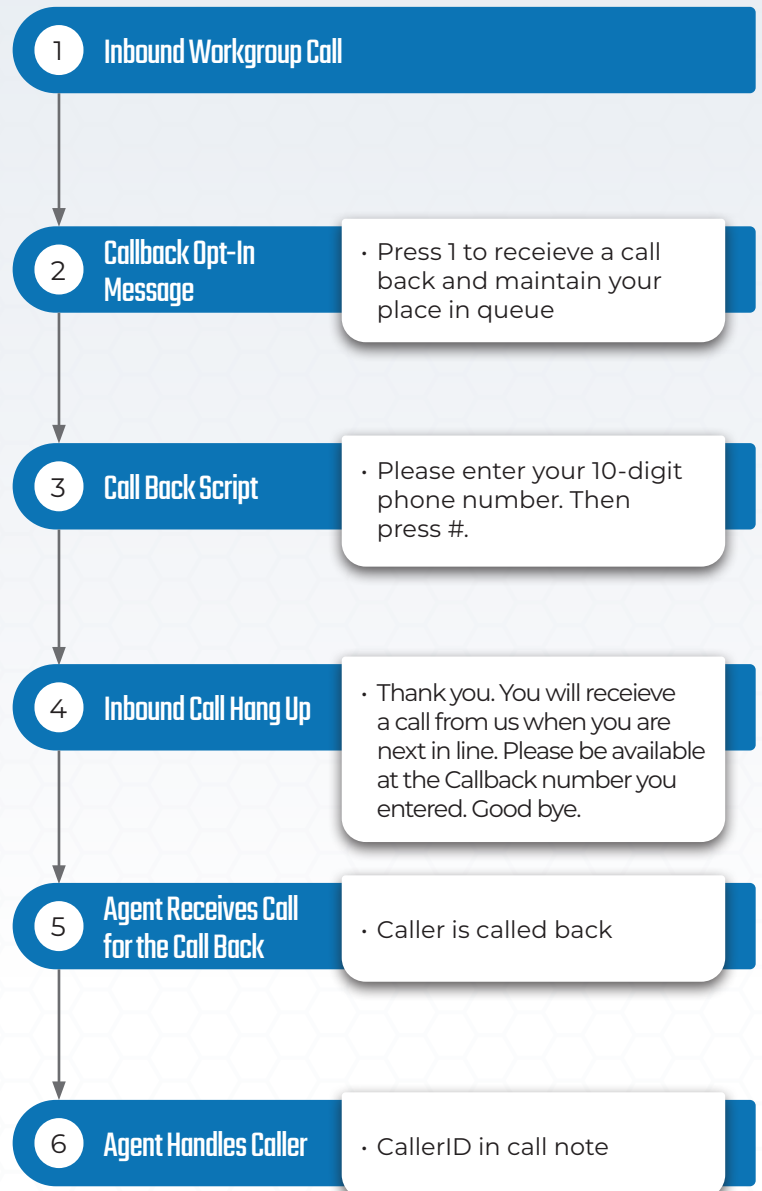 1
Inbound Workgroup Call
2
Callback Opt-In
Message
· Press 1 to receieve a call
back and maintain your
place in queue
3
Call Back Script
· Please enter your 10-digit
phone number. Then
press #.
4
Inbound Call Hang Up
· Thank you. You will receieve
a call from us when you are
next in line. Please be available
at the Callback number you
entered. Good bye.
5
Agent Receives Call
for the Call Back
· Caller is called back
6
Agent Handles Caller
· CallerID in call note